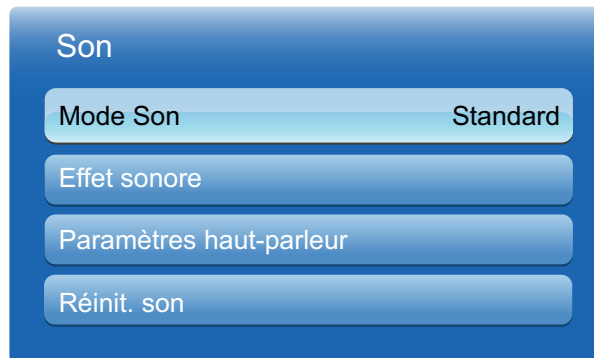 Son
Mode Son Standard
Effet sonore
Paramètres haut-parleur
Réinit. son